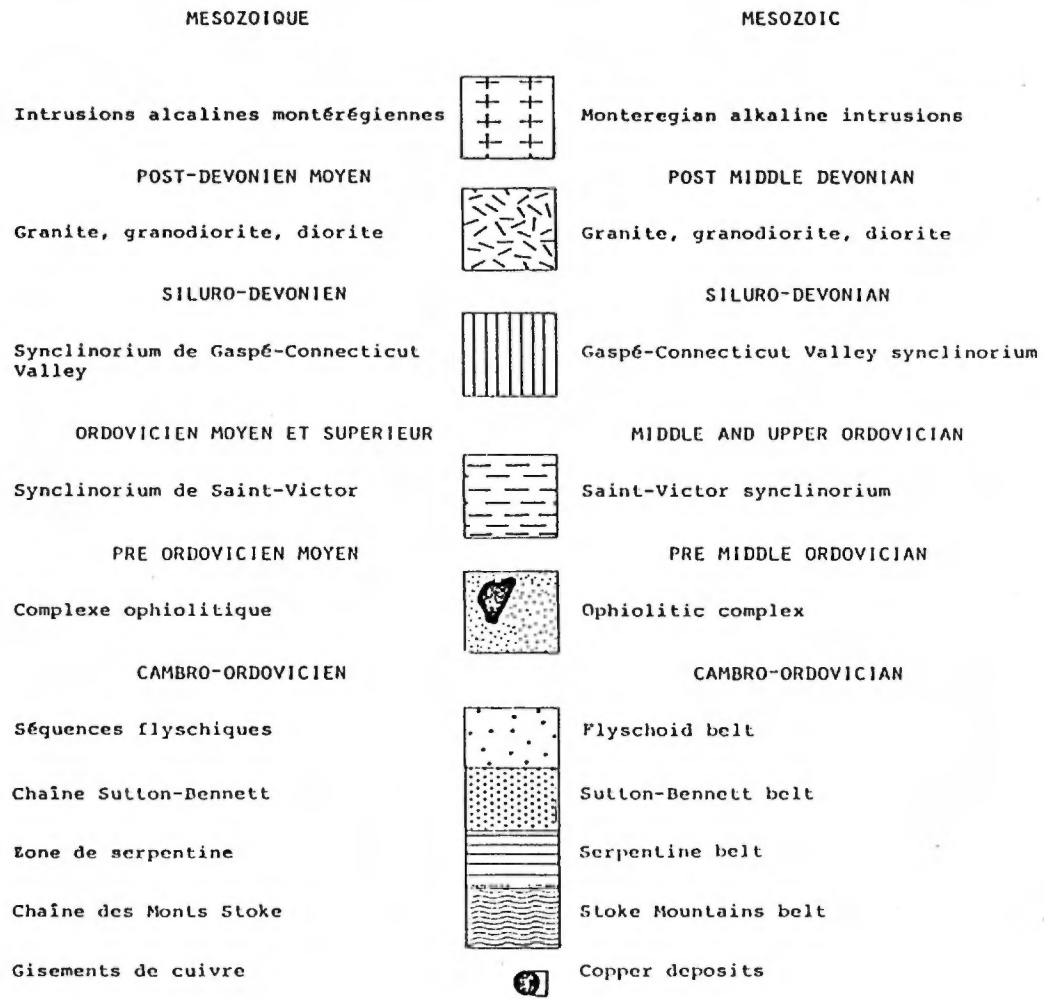 MESOZOIQUE MESOZOIC
Intrusions alcalines montérégiennes Monteregian alkaline intrusions
POST-DEVONIEN MOYEN POST MIDDLE DEVONIAN
Granite, granodiorite, diorite Granite, granodiorite, diorite
SILURO-DEVONIEN SILURO-DEVONIAN
Synclinorium de Gaspé-Connecticut Gaspé-Connecticut Valley synclinorium
Valley
ORDOVICIEN MOYEN ET SUPERIEUR MIDDLE AND UPPER ORDOVICIAN
Synclinorium de Saint-Victor Saint-Victor synclinorium
PRE ORDOVICIEN MOYEN PRE MIDDLE ORDOVICIAN
Complexe ophiolitique Ophiolitic complex
CAMBRO-ORDOVICIEN CAMBRO-ORDOVICIAN
Séquences flyschiques Flyschoid belt
Chaîne Sutton-Bennett Sutton-Bennett belt
Zone de serpentine Serpentine belt
Chaîne des Monts Stoke Stoke Mountains belt
Gisements de cuivre Copper deposits